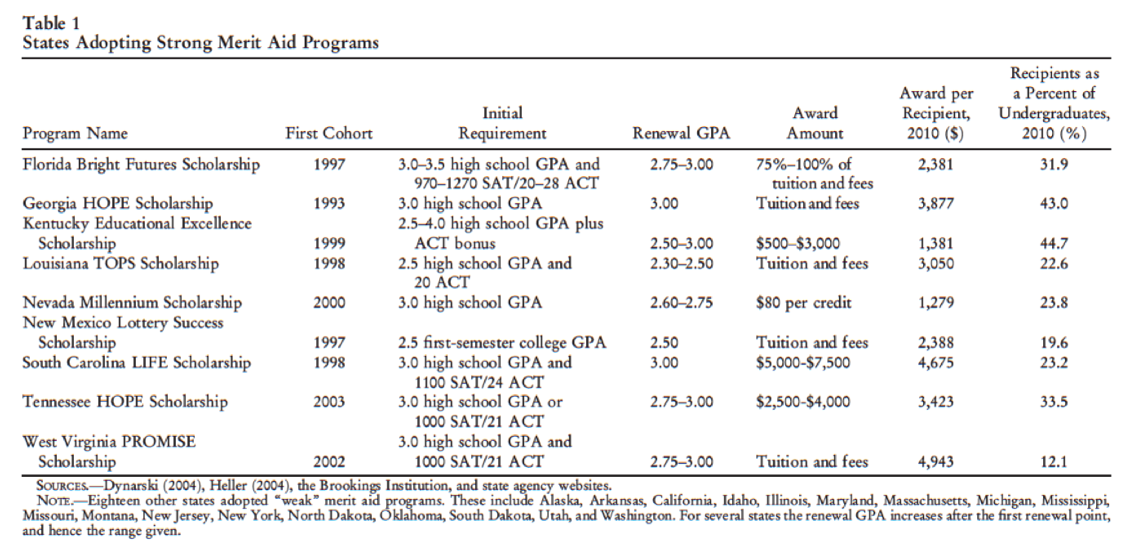 Table 1
States Adopting Strong Merit Aid Programs
Recipients as
Award per a Percent of
Initial Award Recipient, Undergraduates,
Program Name First Cohort Requirement Renewal GPA Amount 2010 ($) 2010 (%)
Florida Bright Futures Scholarship 1997 3.0–3.5 high school GPA and 2.75–3.00 75%–100% of 2,381 31.9
970–1270 SAT/20–28 ACT tuition and fees
Georgia HOPE Scholarship 1993 3.0 high school GPA 3.00 Tuition and fees 3,877 43.0
Kentucky Educational Excellence 2.5–4.0 high school GPA plus
Scholarship 1999 ACT bonus 2.50–3.00 $500–$3,000 1,381 44.7
Louisiana TOPS Scholarship 1998 2.5 high school GPA and 2.30–2.50 Tuition and fees 3,050 22.6
20 ACT
Nevada Millennium Scholarship 2000 3.0 high school GPA 2.60–2.75 $80 per credit 1,279 23.8
New Mexico Lottery Success
Scholarship 1997 2.5 first-semester college GPA 2.50 Tuition and fees 2,388 19.6
South Carolina LIFE Scholarship 1998 3.0 high school GPA and 3.00 $5,000-$7,500 4,675 23.2
1100 SAT/24 ACT
Tennessee HOPE Scholarship 2003 3.0 high school GPA or 2.75–3.00 $2,500-$4,000 3,423 33.5
1000 SAT/21 ACT
West Virginia PROMISE 3.0 high school GPA and
Scholarship 2002 1000 SAT/21 ACT 2.75–3.00 Tuition and fees 4,943 12.1
SOURCES.—Dynarski (2004), Heller (2004), the Brookings Institution, and state agency websites.
NOTE.—Eighteen other states adopted “weak” merit aid programs. These include Alaska, Arkansas, California, Idaho, Illinois, Maryland, Massachusetts, Michigan, Mississippi,
Missouri, Montana, New Jersey, New York, North Dakota, Oklahoma, South Dakota, Utah, and Washington. For several states the renewal GPA increases after the first renewal point,
and hence the range given.